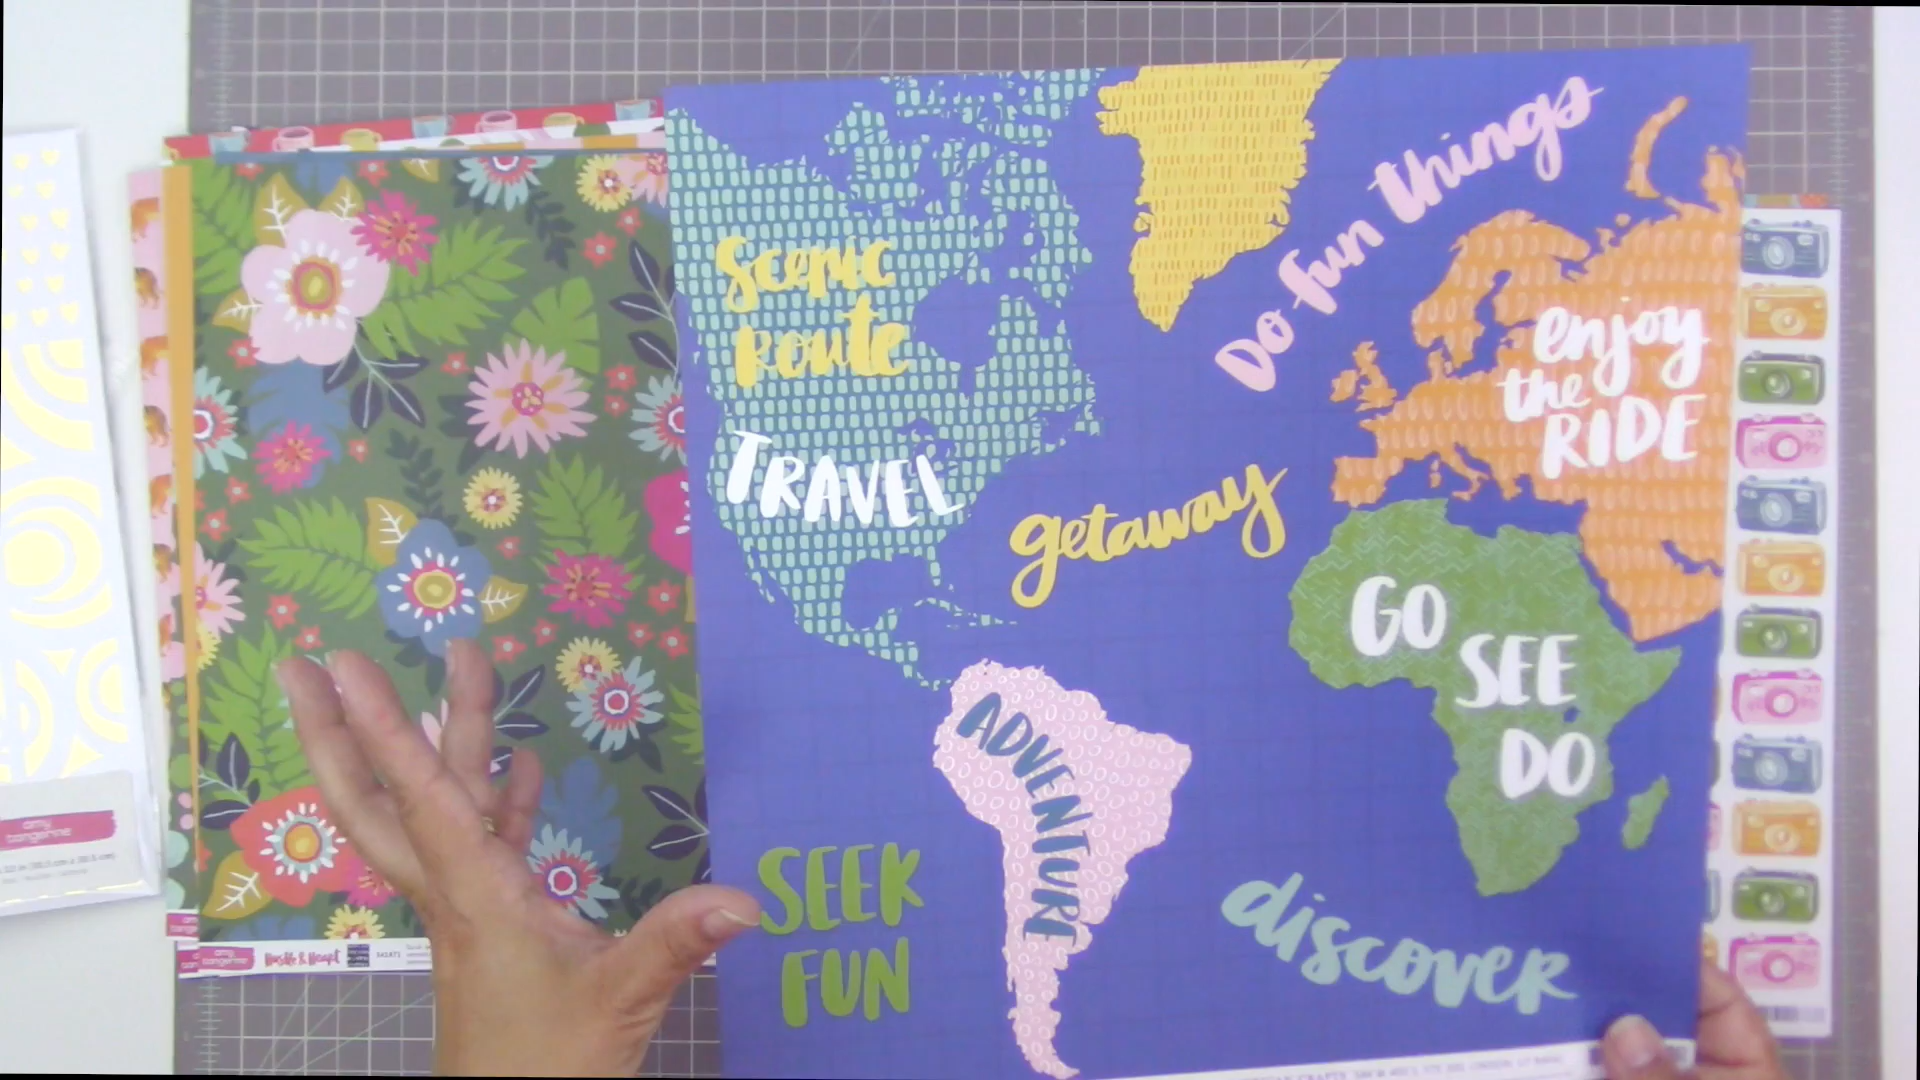 Scenic
Route
TRAVEL
Do fun things
enjoy
the
RIDE
getaway
GO
SEE
DO
ADVENTURE
SEEK
FUN
discover
amy
tangerine
amy
tangerine
Hustle & Heart